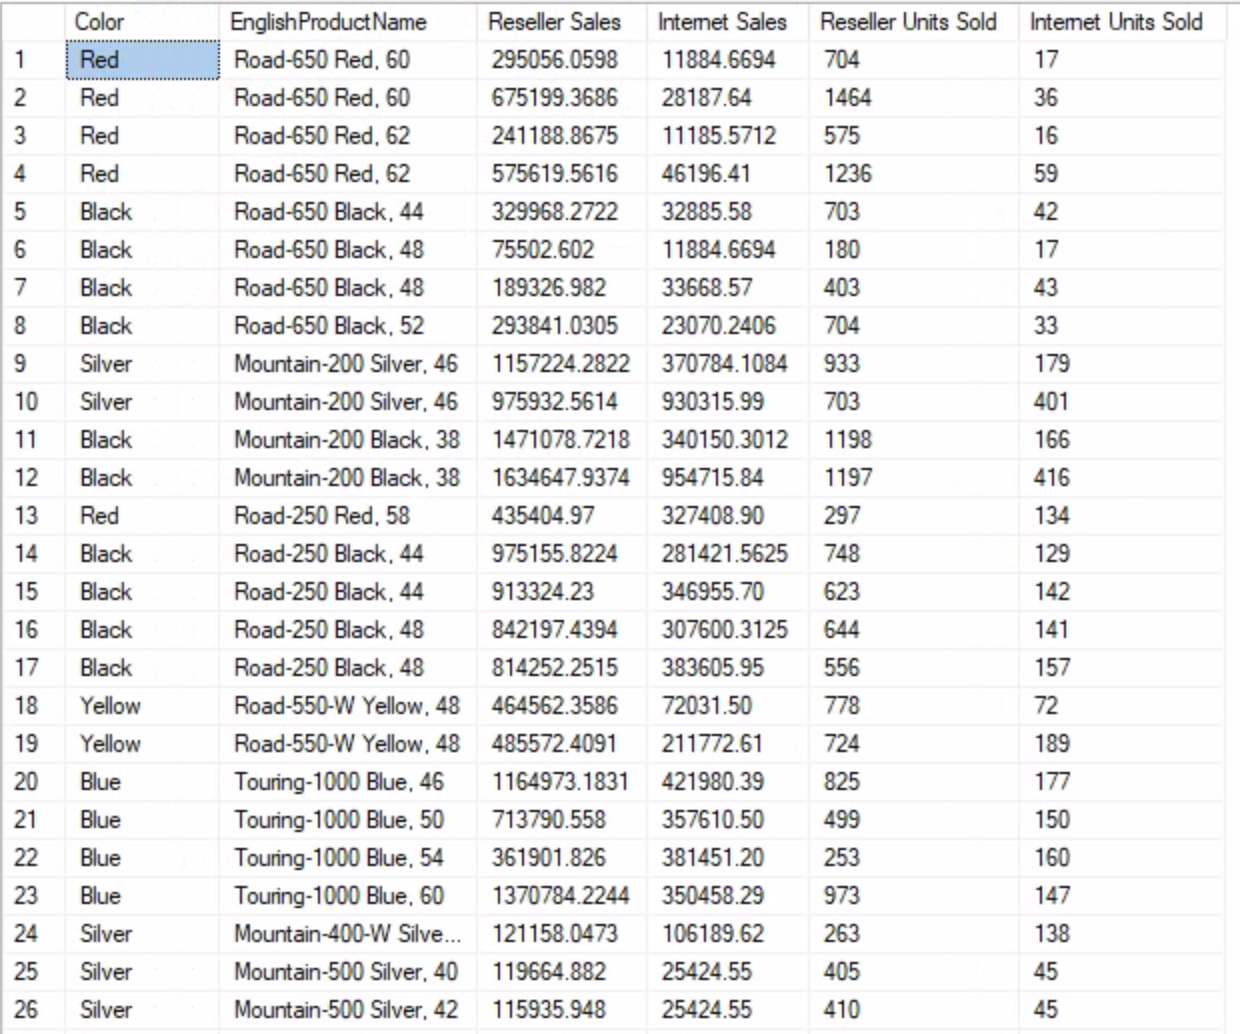 Color EnglishProductName Reseller Sales Internet Sales Reseller Units Sold Internet Units Sold
1 Red Road-650 Red, 60 295056.0598 11884.6694 704 17
2 Red Road-650 Red, 60 675199.3686 28187.64 1464 36
3 Red Road-650 Red, 62 241188.8675 11185.5712 575 16
4 Red Road-650 Red, 62 575619.5616 46196.41 1236 59
5 Black Road-650 Black, 44 329968.2722 32885.58 703 42
6 Black Road-650 Black, 48 75502.602 11884.6694 180 17
7 Black Road-650 Black, 48 189326.982 33668.57 403 43
8 Black Road-650 Black, 52 293841.0305 23070.2406 704 33
9 Silver Mountain-200 Silver, 46 1157224.2822 370784.1084 933 179
10 Silver Mountain-200 Silver, 46 975932.5614 930315.99 703 401
11 Black Mountain-200 Black, 38 1471078.7218 340150.3012 1198 166
12 Black Mountain-200 Black, 38 1634647.9374 954715.84 1197 416
13 Red Road-250 Red, 58 435404.97 327408.90 297 134
14 Black Road-250 Black, 44 975155.8224 281421.5625 748 129
15 Black Road-250 Black, 44 913324.23 346955.70 623 142
16 Black Road-250 Black, 48 842197.4394 307600.3125 644 141
17 Black Road-250 Black, 48 814252.2515 383605.95 556 157
18 Yellow Road-550-W Yellow, 48 464562.3586 72031.50 778 72
19 Yellow Road-550-W Yellow, 48 485572.4091 211772.61 724 189
20 Blue Touring-1000 Blue, 46 1164973.1831 421980.39 825 177
21 Blue Touring-1000 Blue, 50 713790.558 357610.50 499 150
22 Blue Touring-1000 Blue, 54 361901.826 381451.20 253 160
23 Blue Touring-1000 Blue, 60 1370784.2244 350458.29 973 147
24 Silver Mountain-400-W Silve... 121158.0473 106189.62 263 138
25 Silver Mountain-500 Silver, 40 119664.882 25424.55 405 45
26 Silver Mountain-500 Silver, 42 115935.948 25424.55 410 45